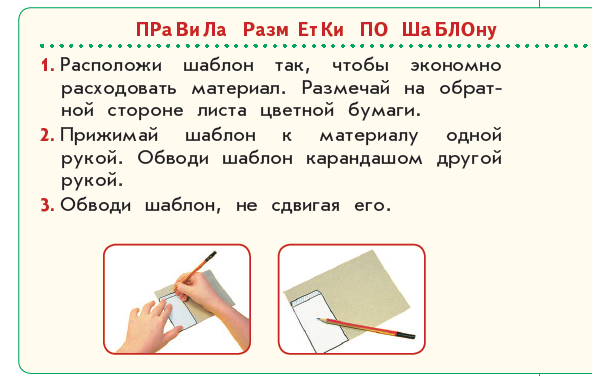 ПРаВиЛа РазмЕтКи ПО ШаБЛОну
1. Расположи шаблон так, чтобы экономно
расходовать материал. Размечай на обрат-
ной стороне листа цветной бумаги.
2. Прижимай шаблон к материалу одной
рукой. Обводи шаблон карандашом другой
рукой.
3. Обводи шаблон, не сдвигая его.